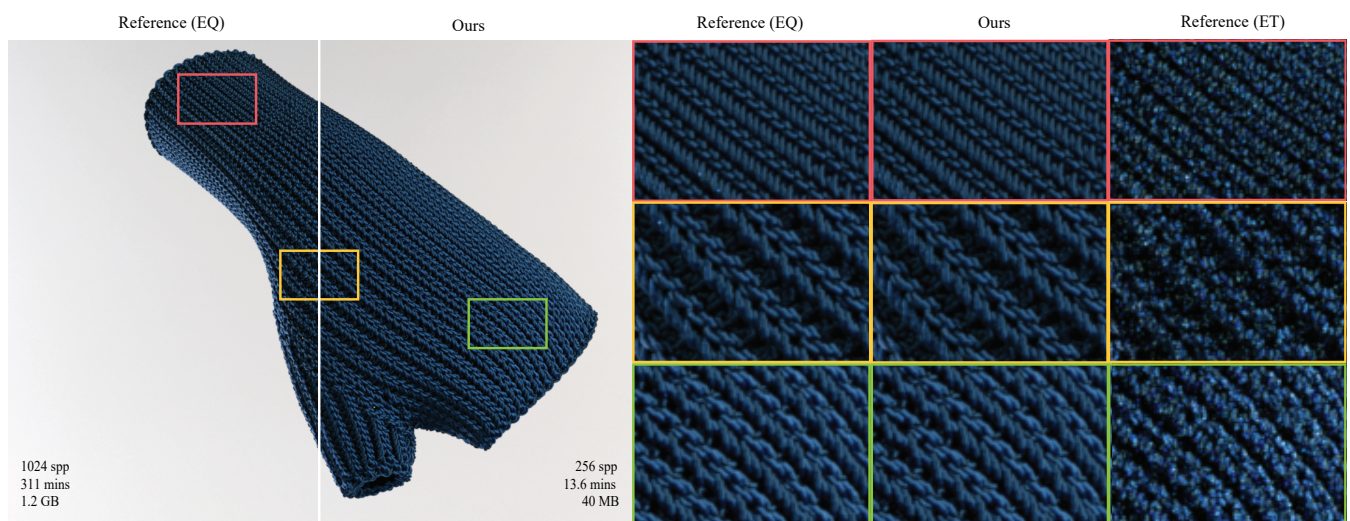 Reference (EQ)
Ours
Reference (EQ)
Ours
Reference (ET)
1024 spp
311 mins
1.2 GB
256 spp
13.6 mins
40 MB